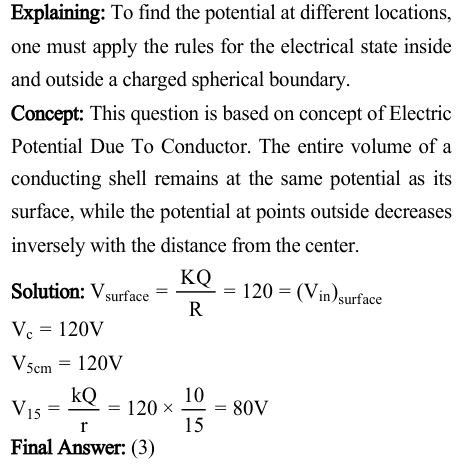 Explaining: To find the potential at different locations,
one must apply the rules for the electrical state inside
and outside a charged spherical boundary.
Concept: This question is based on concept of Electric
Potential Due To Conductor. The entire volume of a
conducting shell remains at the same potential as its
surface, while the potential at points outside decreases
inversely with the distance from the center.
Solution: V_surface = KQ/R = 120 = (V_in)_surface
V_c = 120V
V_5cm = 120V
V_15 = kQ/r = 120 × 10/15 = 80V
Final Answer: (3)